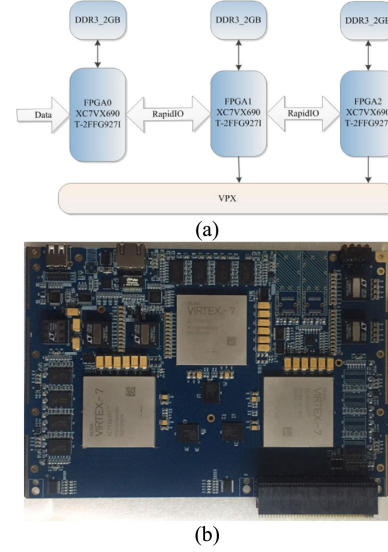 DDR3_2GB
DDR3_2GB
DDR3_2GB
FPGA0
XC7VX690
T-2FFG927I
FPGA1
XC7VX690
T-2FFG927I
FPGA2
XC7VX690
T-2FFG927I
Data
RapidIO
RapidIO
VPX
(a)
VIRTEX-7
VIRTEX-7
VIRTEX-7
(b)